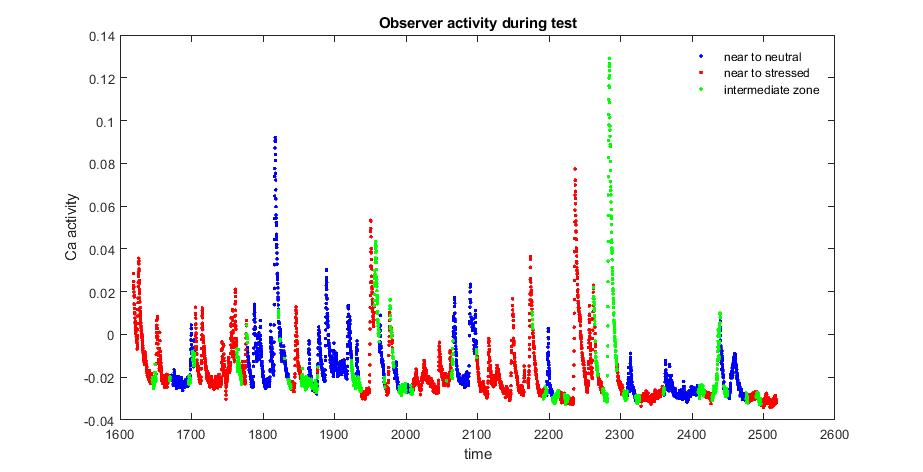 Observer activity during test
0.14
0.12
0.1
0.08
0.06
0.04
0.02
0
-0.02
-0.04
Ca activity
near to neutral
near to stressed
intermediate zone
1600 1700 1800 1900 2000 2100 2200 2300 2400 2500 2600
time